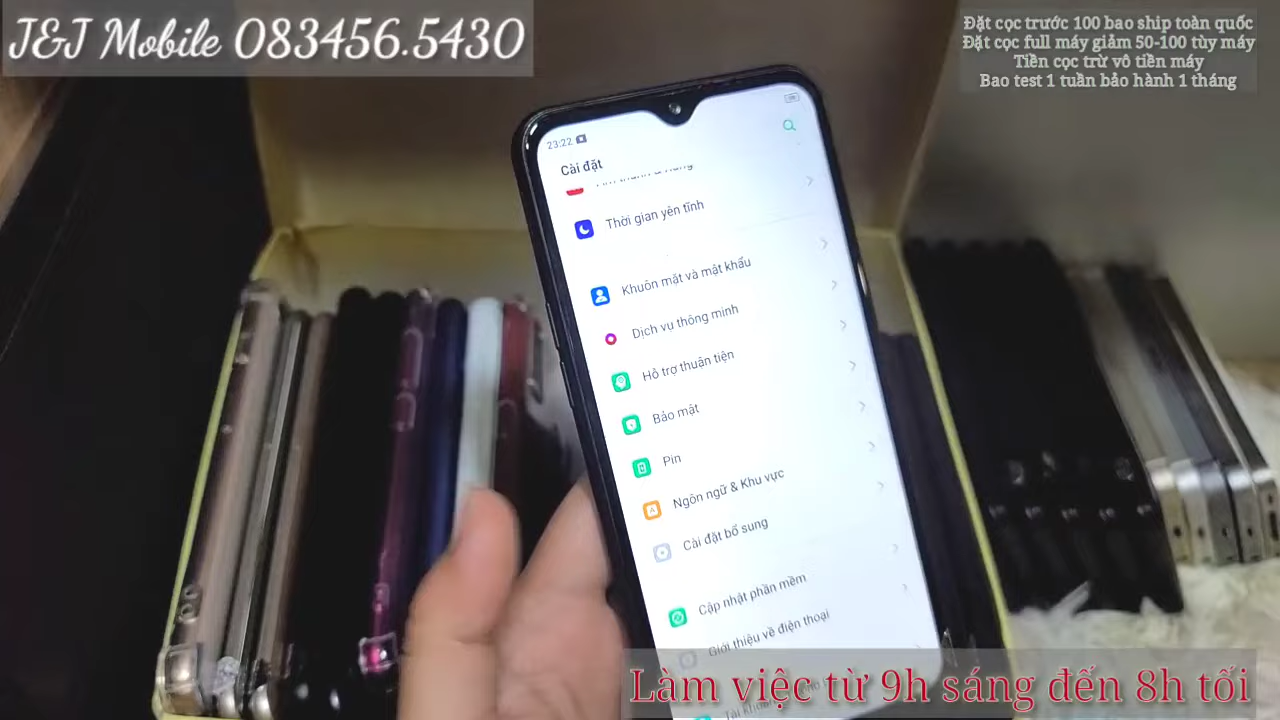 J&J Mobile 083456.5430
Đặt cọc trước 100 bao ship toàn quốc
Đặt cọc full máy giảm 50-100 tùy máy
Tiền cọc trừ vô tiền máy
Bao test 1 tuần bảo hành 1 tháng
23:22
Cài đặt
Thời gian yên tĩnh
Khuôn mặt và mật khẩu
Dịch vụ thông minh
Hỗ trợ thuận tiện
Bảo mật
Pin
Ngôn ngữ & Khu vực
Cài đặt bổ sung
Cập nhật phần mềm
Giới thiệu về điện thoại
Làm việc từ 9h sáng đến 8h tối